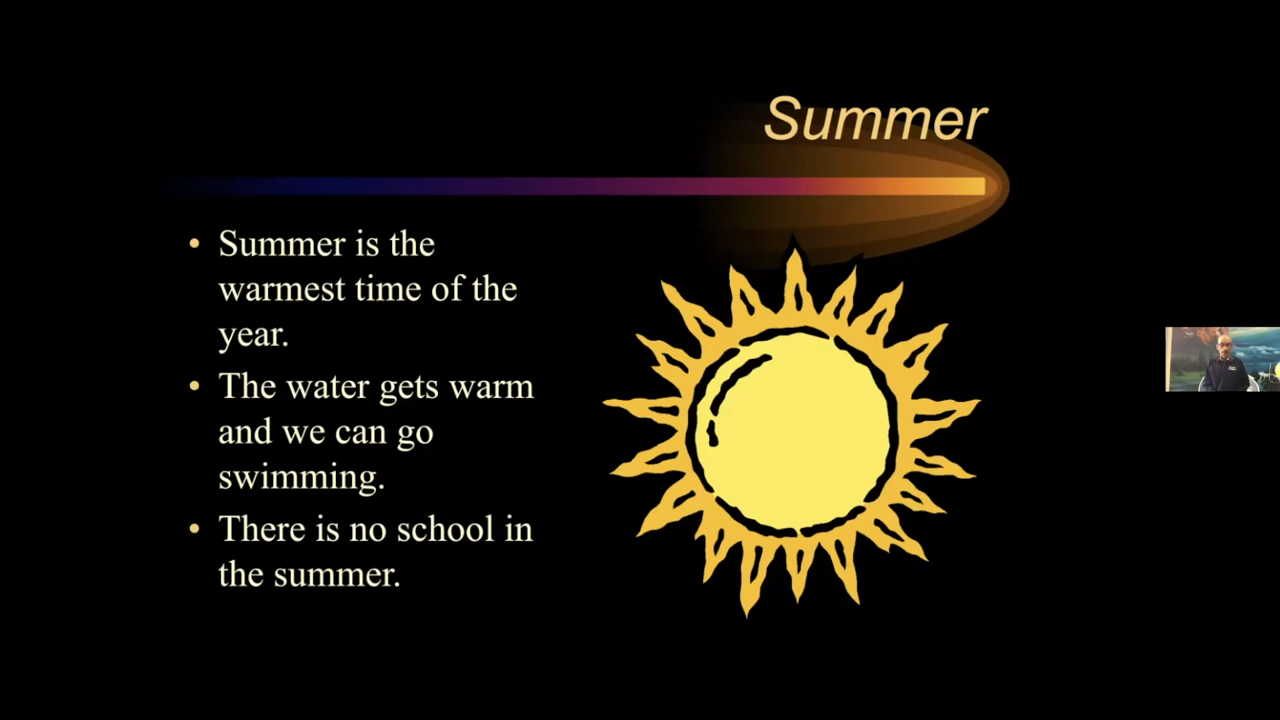 Summer
• Summer is the
warmest time of the
year.
• The water gets warm
and we can go
swimming.
• There is no school in
the summer.